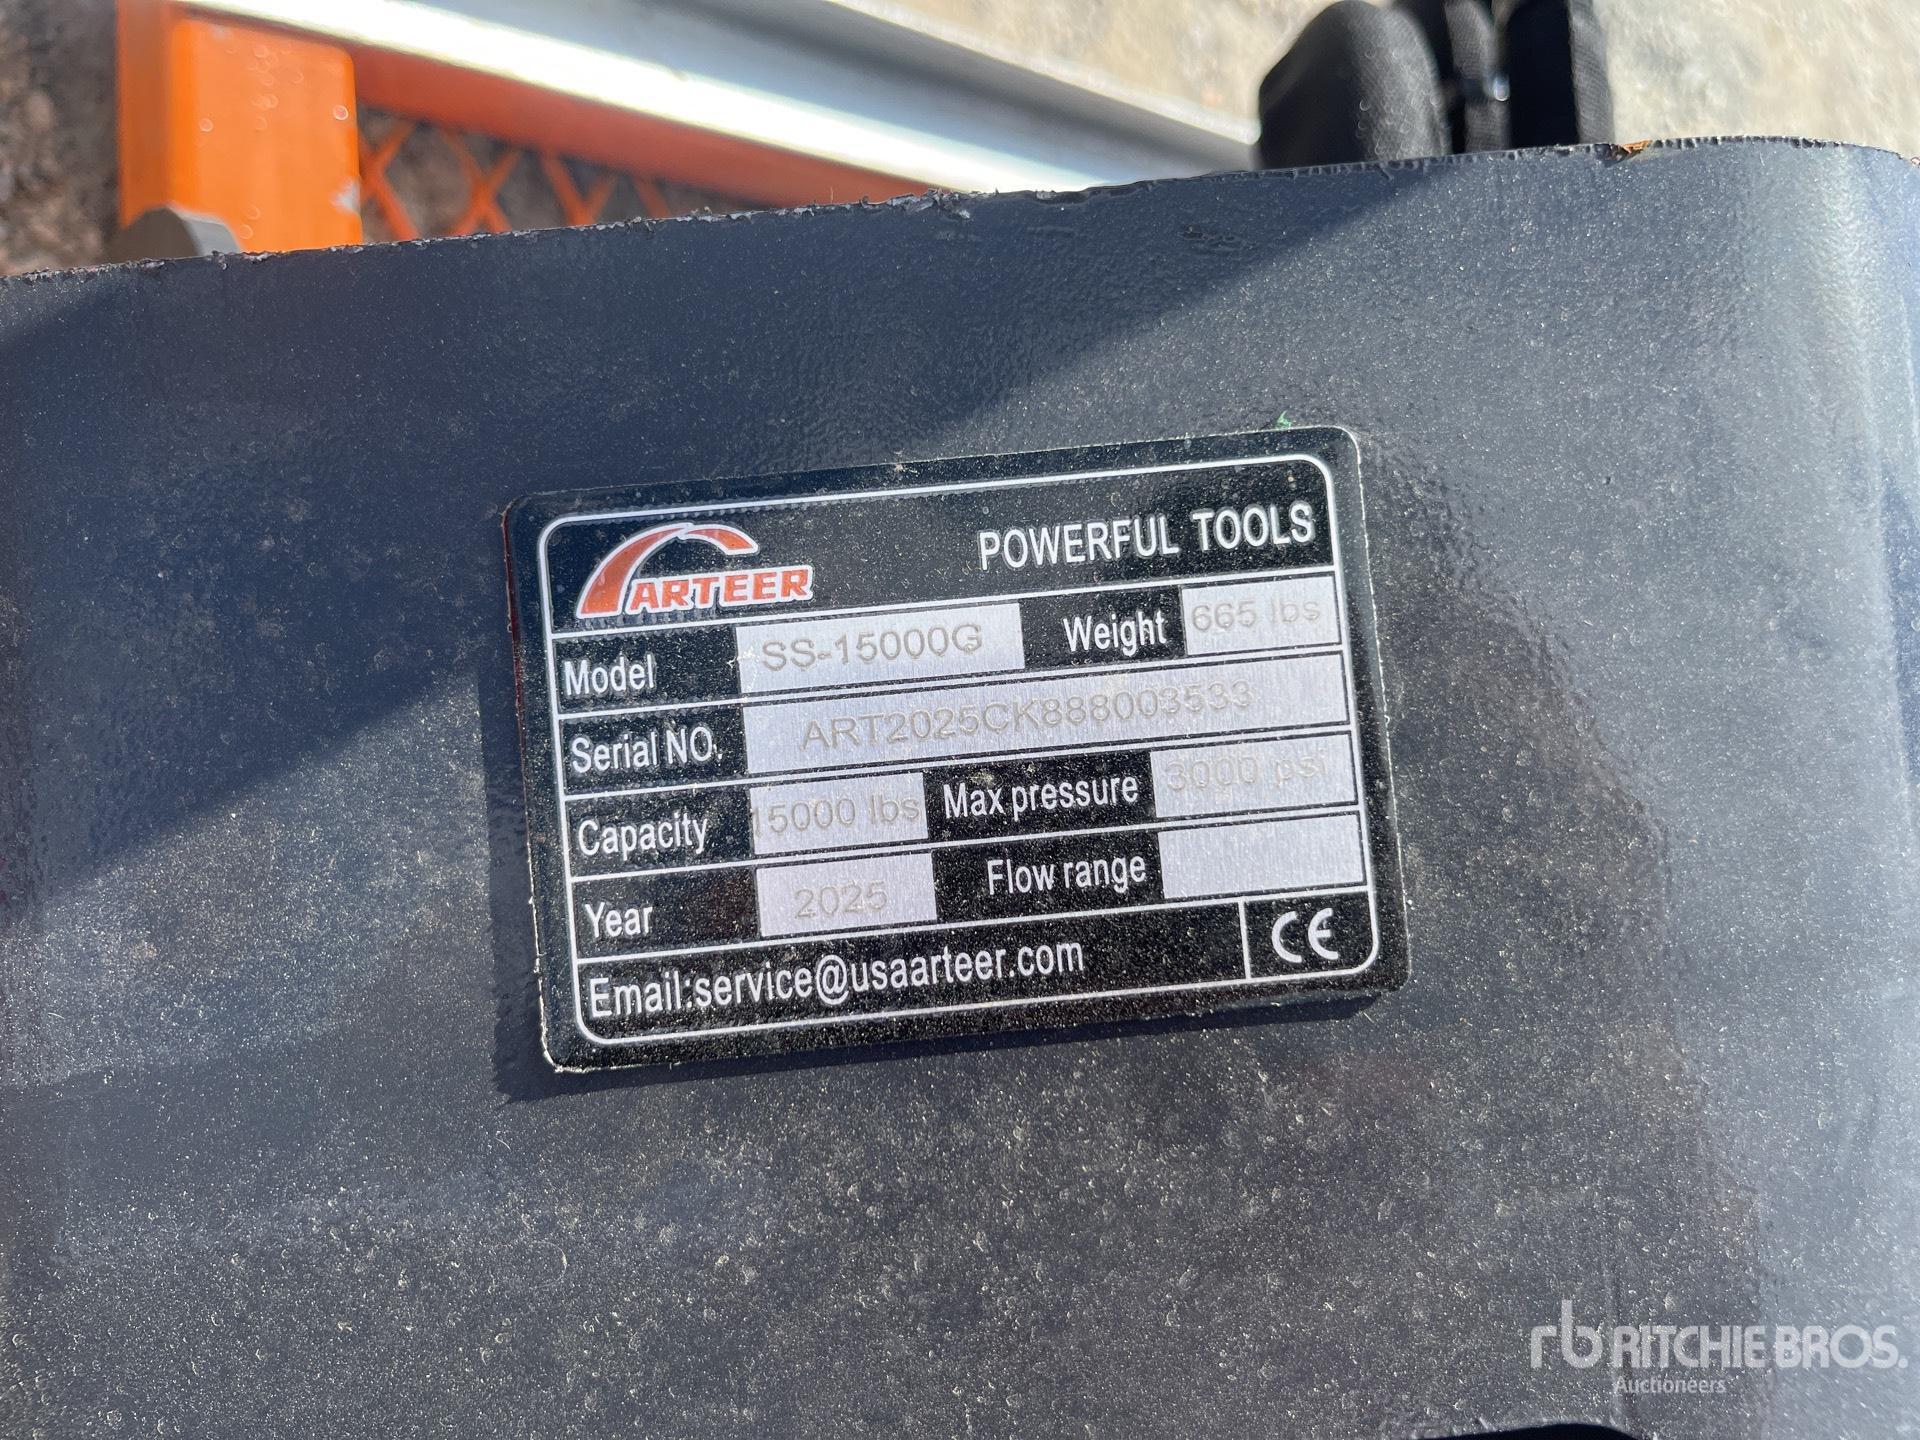 ARTEER POWERFUL TOOLS
Model SS-15000G Weight 665 lbs
Serial NO. ART2025CK888003533
Capacity 15000 lbs Max pressure 3000 psi
Year 2025 Flow range
Email:service@usaarteer.com CE
rb RITCHIE BROS.
Auctioneers